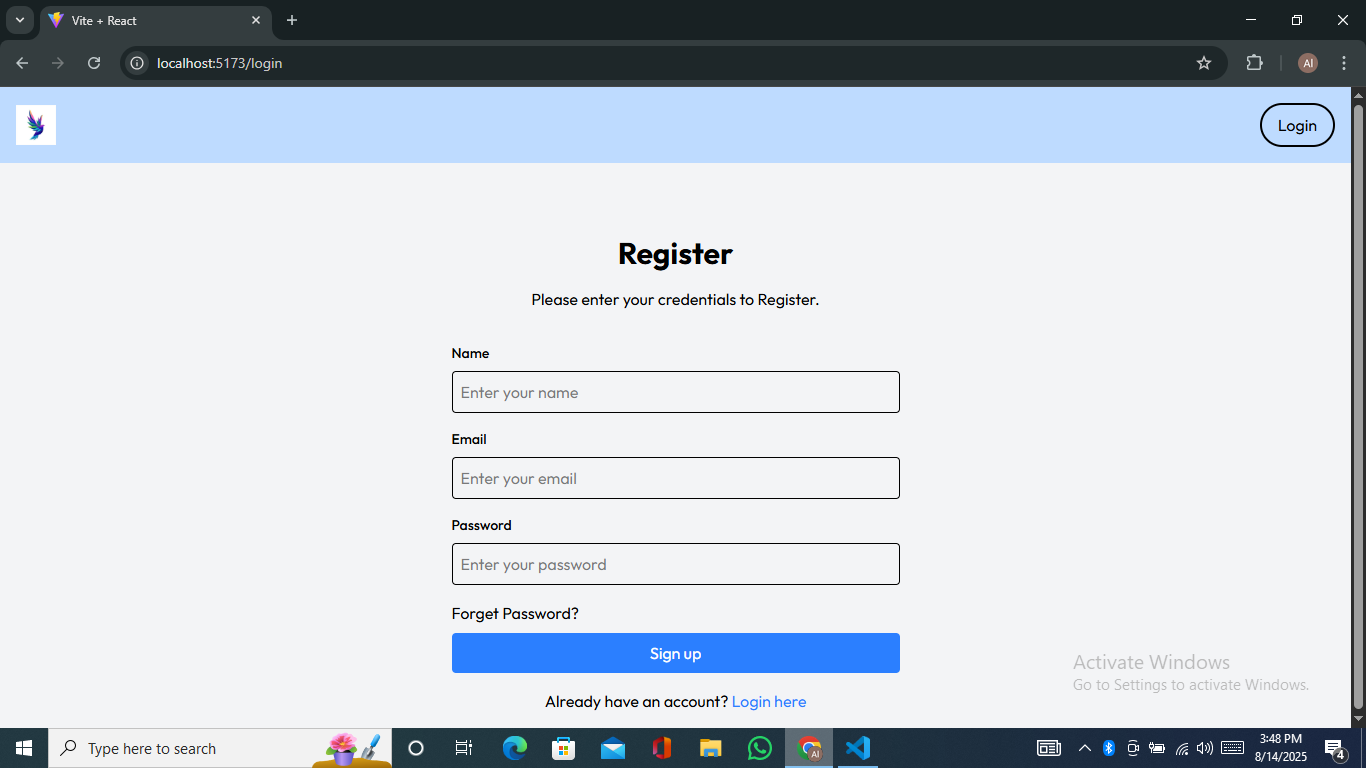 Vite + React
localhost:5173/login
AI
Login
Register
Please enter your credentials to Register.
Name
Enter your name
Email
Enter your email
Password
Enter your password
Forget Password?
Sign up
Already have an account? Login here
Activate Windows
Go to Settings to activate Windows.
Type here to search
AI
3:48 PM
8/14/2025
4